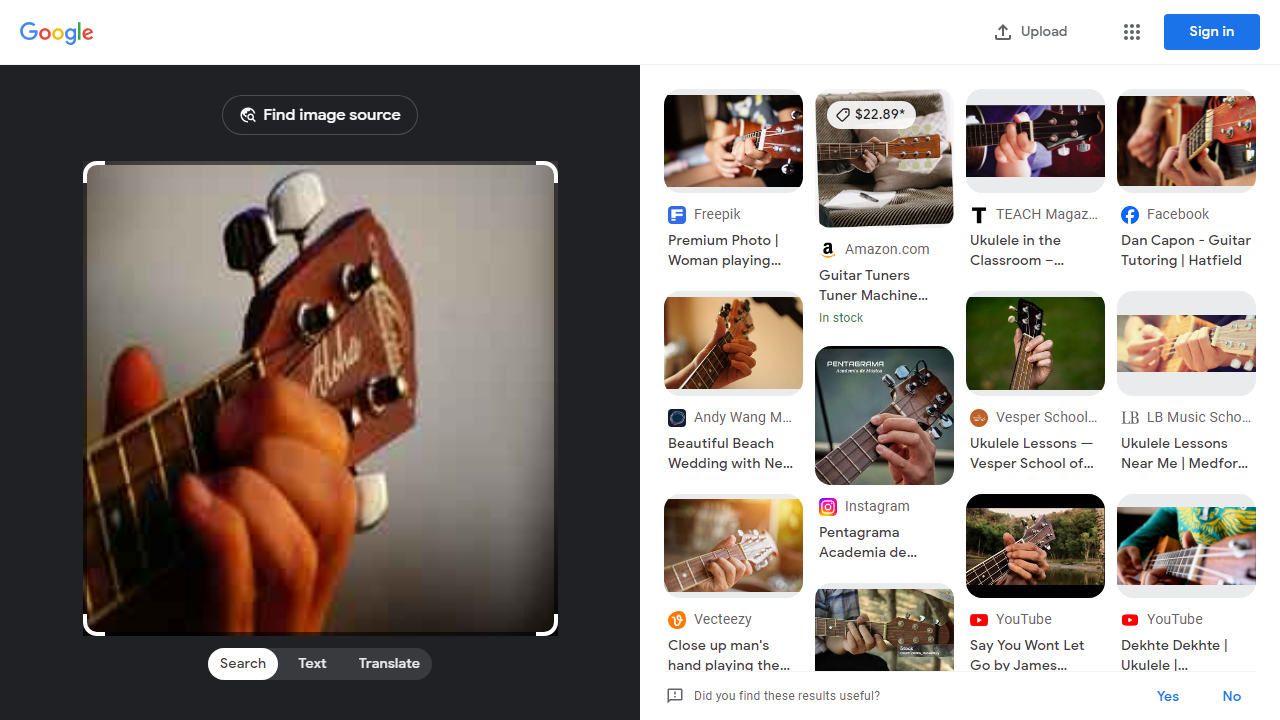 Google
Upload
Sign in
Find image source
Aloha
Search
Text
Translate
Freepik
Premium Photo |
Woman playing...
$22.89*
Amazon.com
Guitar Tuners
Tuner Machine...
In stock
TEACH Magaz...
Ukulele in the
Classroom –...
Facebook
Dan Capon - Guitar
Tutoring | Hatfield
Andy Wang M...
Beautiful Beach
Wedding with Ne...
PENTAGRAMA
Academia de Música
Instagram
Pentagrama
Academia de...
Vesper School...
Ukulele Lessons —
Vesper School of...
LB
LB Music Scho...
Ukulele Lessons
Near Me | Medfor...
Vecteezy
Close up man's
hand playing the...
YouTube
Say You Wont Let
Go by James...
YouTube
Dekhte Dekhte |
Ukulele |...
Did you find these results useful?
Yes
No